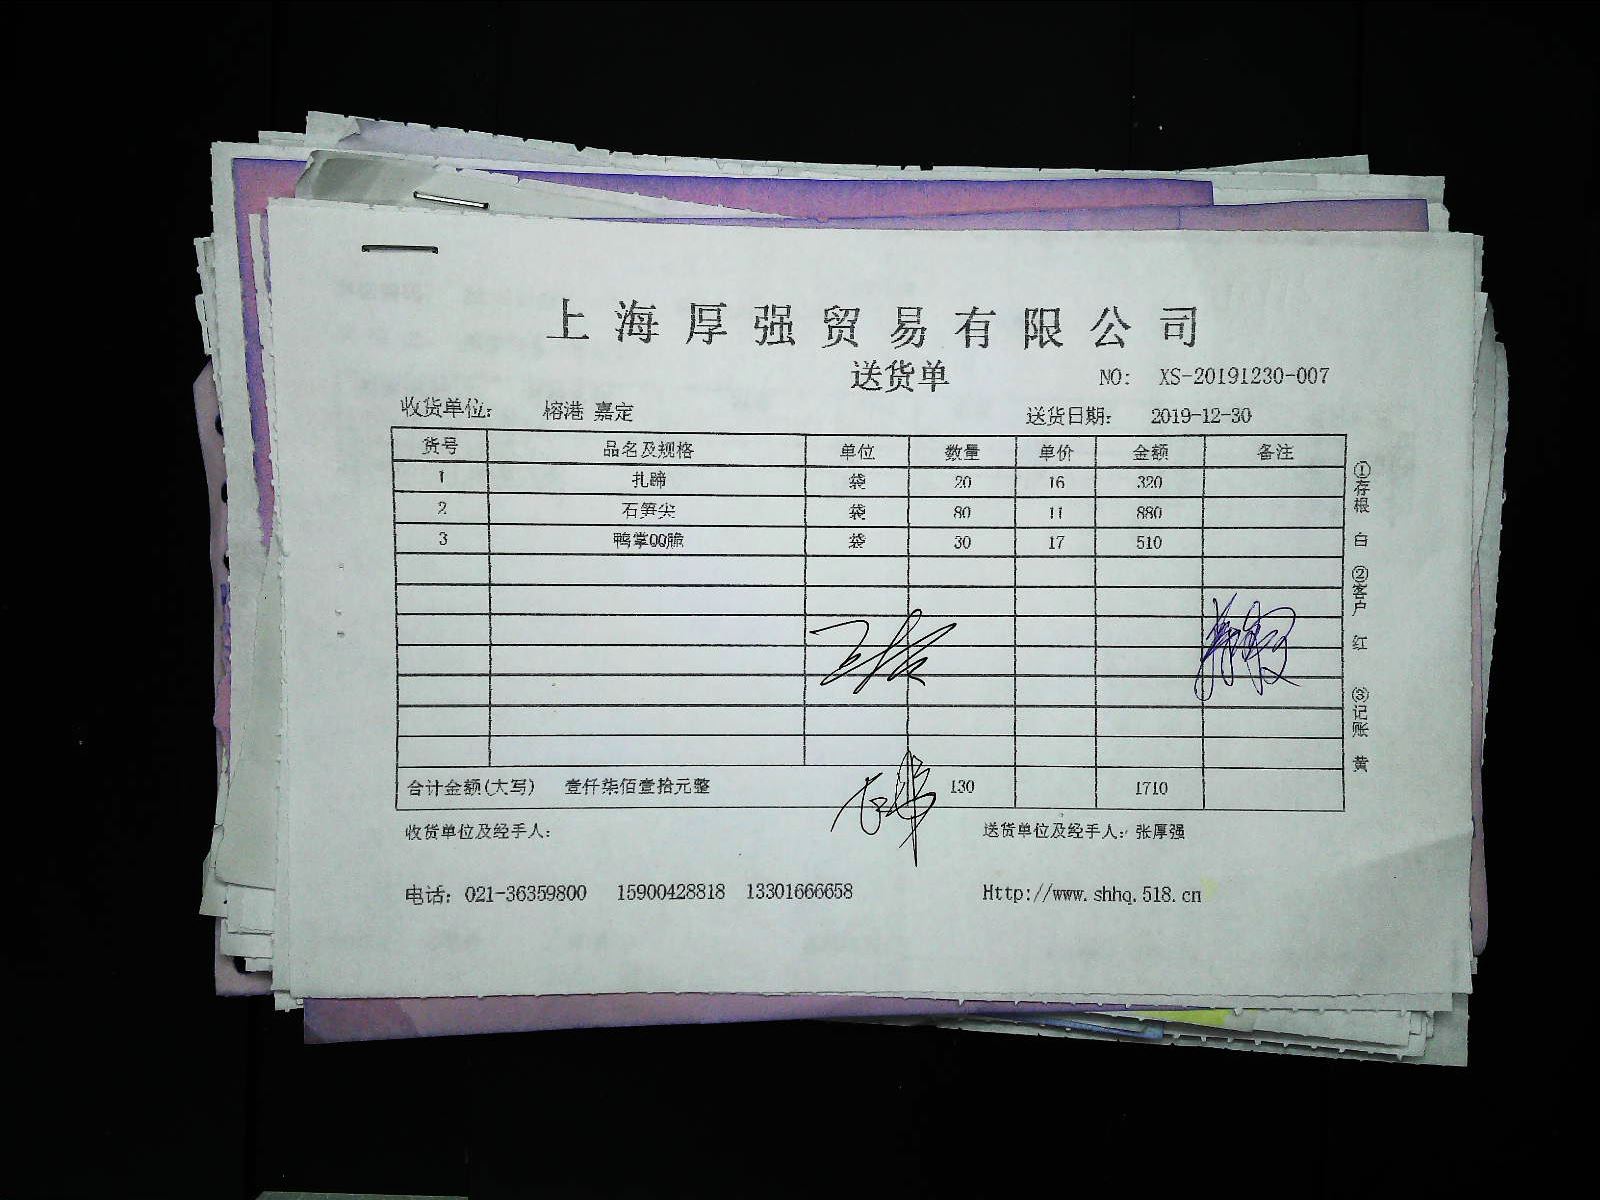 上海厚强贸易有限公司
送货单
NO: XS-20191230-007
收货单位: 榕港 嘉定 送货日期: 2019-12-30
货号 品名及规格 单位 数量 单价 金额 备注
1 扎蹄 袋 20 16 320
2 石笋尖 袋 80 11 880
3 鸭掌QQ脆 袋 30 17 510
合计金额(大写) 壹仟柒佰壹拾元整 130 1710
收货单位及经手人: 送货单位及经手人: 张厚强
电话: 021-36359800 15900428818 13301666658 Http://www.shhq.518.cn
①存根 白 ②客户 红 ③记账 黄